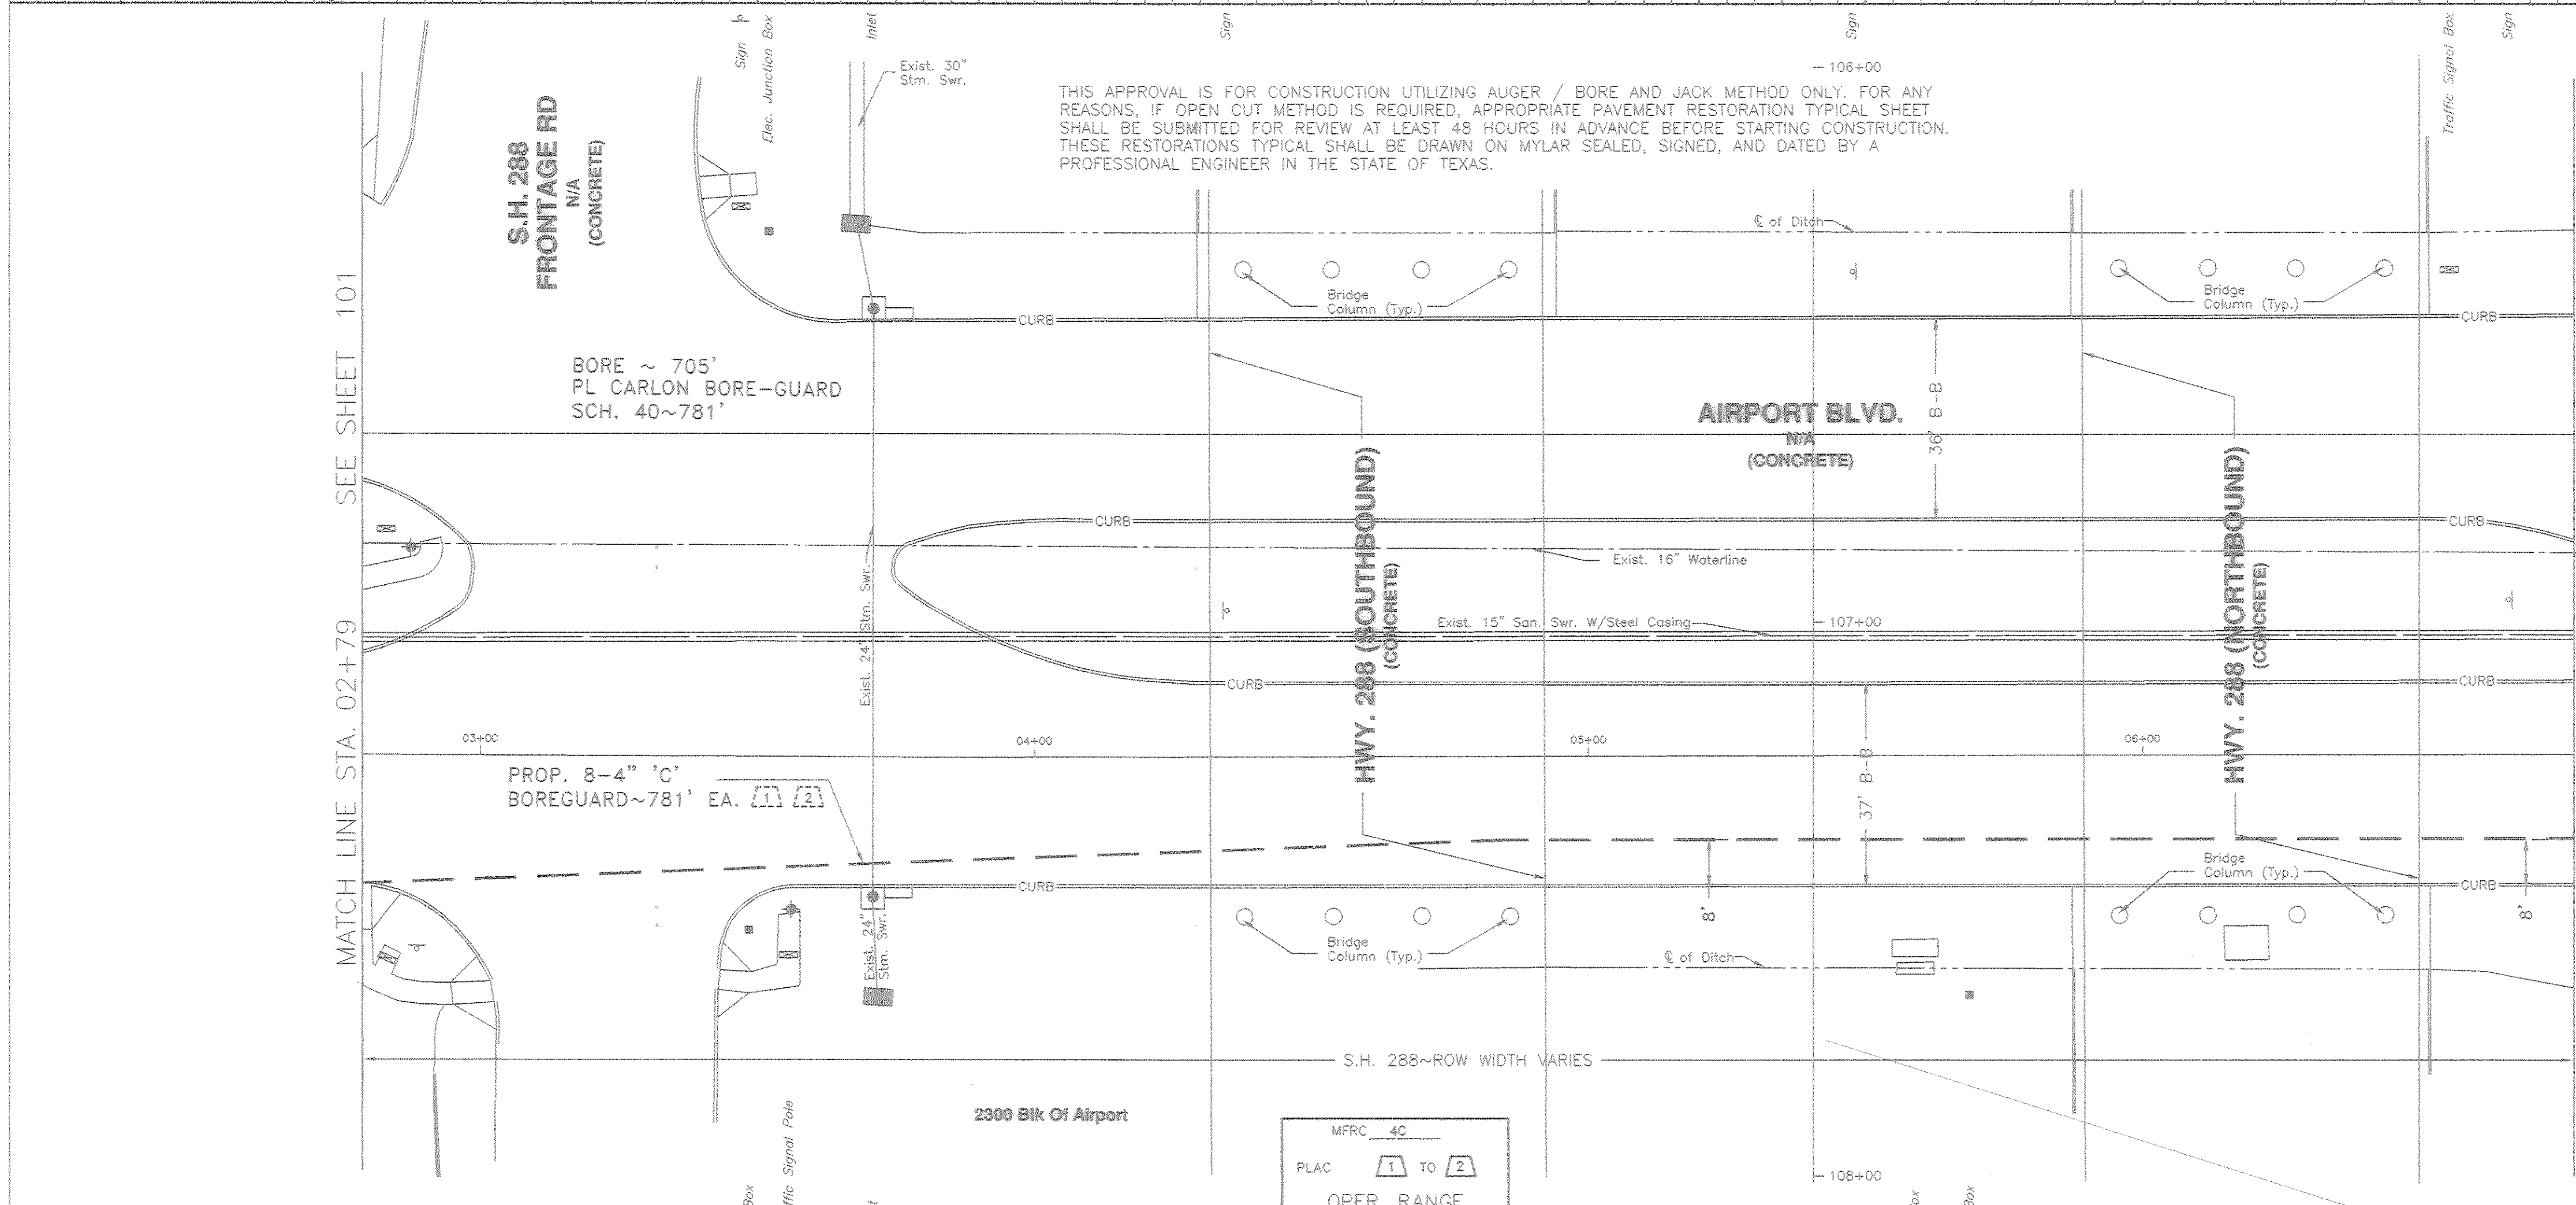 Sign
Elec. Junction Box
Inlet
Sign
Sign
Traffic Signal Box
Sign
Exist. 30"
Stm. Swr.
106+00
THIS APPROVAL IS FOR CONSTRUCTION UTILIZING AUGER / BORE AND JACK METHOD ONLY. FOR ANY
REASONS, IF OPEN CUT METHOD IS REQUIRED, APPROPRIATE PAVEMENT RESTORATION TYPICAL SHEET
SHALL BE SUBMITTED FOR REVIEW AT LEAST 48 HOURS IN ADVANCE BEFORE STARTING CONSTRUCTION.
THESE RESTORATIONS TYPICAL SHALL BE DRAWN ON MYLAR SEALED, SIGNED, AND DATED BY A
PROFESSIONAL ENGINEER IN THE STATE OF TEXAS.
S.H. 288
FRONTAGE RD
N/A
(CONCRETE)
℄ of Ditch
Bridge
Column (Typ.)
Bridge
Column (Typ.)
CURB
CURB
MATCH LINE STA. 02+79 SEE SHEET 101
BORE ~ 705'
PL CARLON BORE-GUARD
SCH. 40~781'
AIRPORT BLVD.
N/A
(CONCRETE)
36' B-B
HWY. 288 (SOUTHBOUND)
(CONCRETE)
HWY. 288 (NORTHBOUND)
(CONCRETE)
CURB
CURB
Exist. 16" Waterline
Exist. 24" Stm. Swr.
Exist. 15" San. Swr. W/Steel Casing
107+00
CURB
CURB
03+00
04+00
05+00
06+00
PROP. 8-4" 'C'
BOREGUARD~781' EA. 1 2
37' B-B
CURB
CURB
Bridge
Column (Typ.)
8'
8'
Exist. 24"
Stm. Swr.
Bridge
Column (Typ.)
℄ of Ditch
S.H. 288~ROW WIDTH VARIES
2300 Blk Of Airport
ffic Signal Pole
Box
t
MFRC 4C
PLAC 1 TO 2
OPER. RANGE
108+00
ox
Box